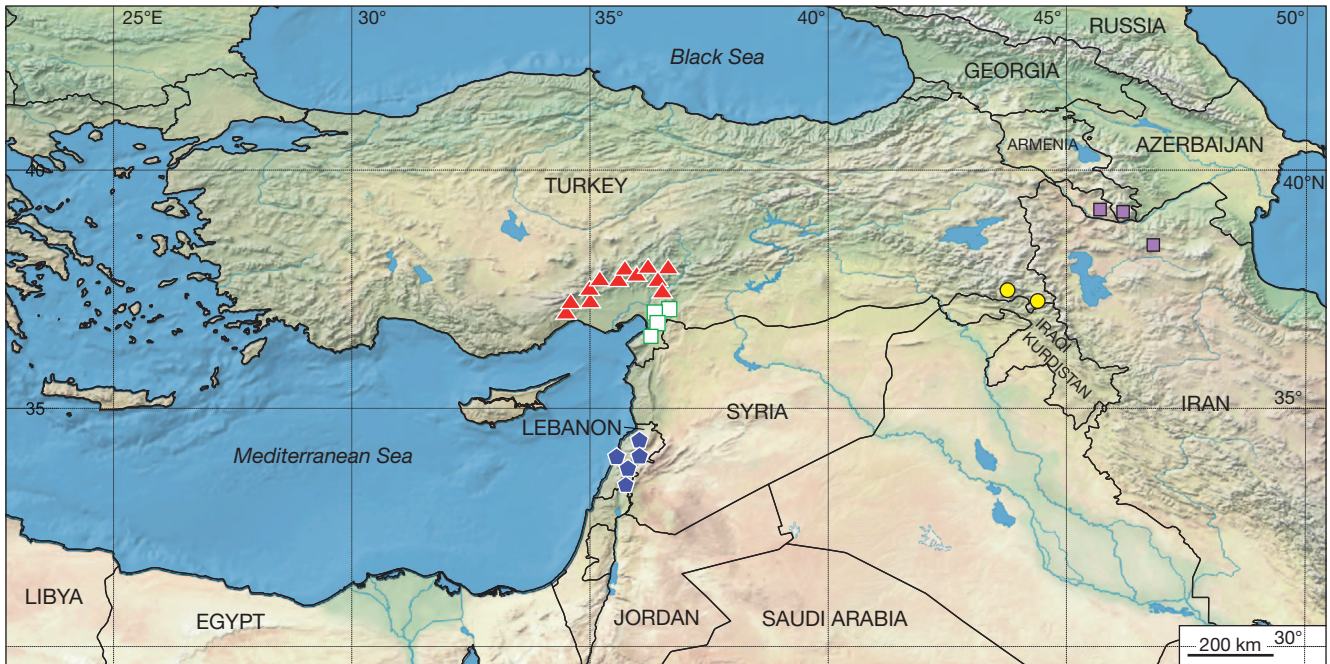 25°E 30° 35° 40° 45° 50°
RUSSIA
Black Sea
GEORGIA
ARMENIA
AZERBAIJAN
40
40°N
TURKEY
IRAQI
KURDISTAN
IRAN
35
35°
SYRIA
LEBANON
Mediterranean Sea
LIBYA
EGYPT
JORDAN
SAUDI ARABIA
200 km
30°